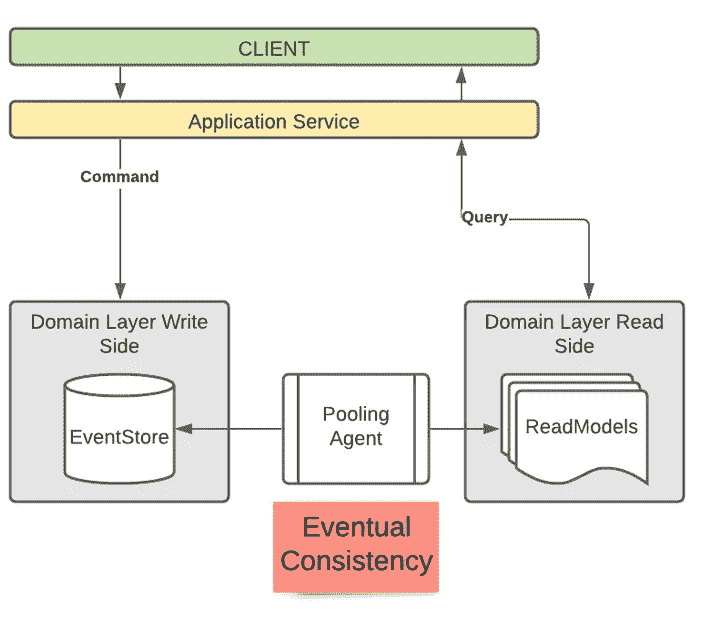 CLIENT
Application Service
Command
Query
Domain Layer Write
Side
Domain Layer Read
Side
EventStore
Pooling
Agent
ReadModels
Eventual
Consistency